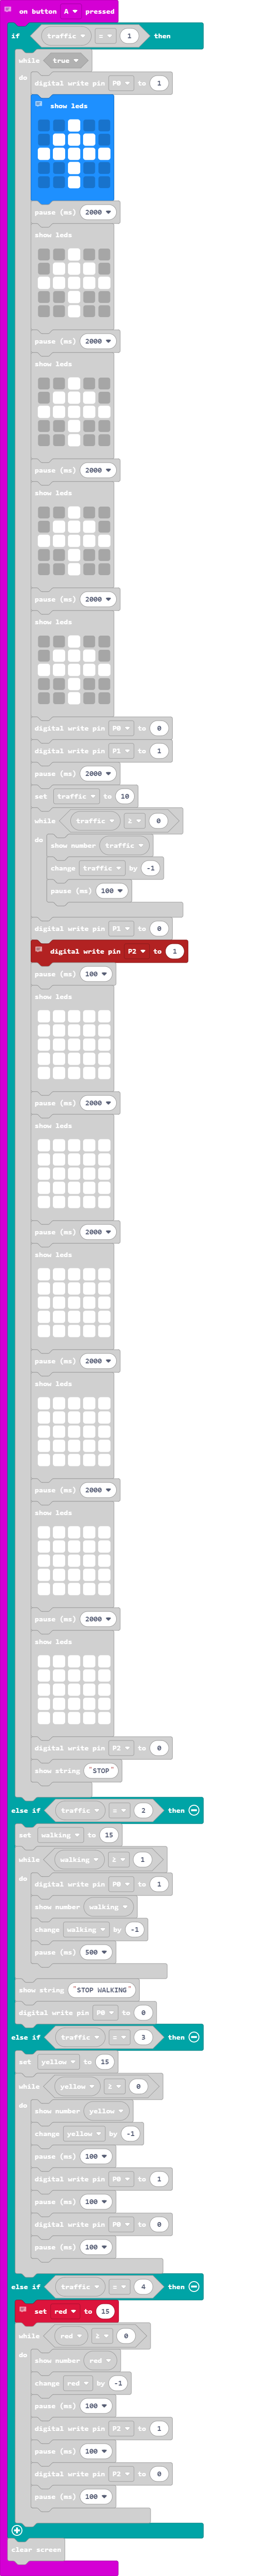 on button A ▼ pressed
if traffic ▼ = ▼ 1 then
while true ▼
do digital write pin P0 ▼ to 1
show leds
pause (ms) 2000 ▼
show leds
pause (ms) 2000 ▼
show leds
pause (ms) 2000 ▼
show leds
pause (ms) 2000 ▼
show leds
digital write pin P0 ▼ to 0
digital write pin P1 ▼ to 1
pause (ms) 2000 ▼
set traffic ▼ to 10
while traffic ▼ ≥ ▼ 0
do show number traffic ▼
change traffic ▼ by -1
pause (ms) 100 ▼
digital write pin P1 ▼ to 0
digital write pin P2 ▼ to 1
pause (ms) 100 ▼
show leds
pause (ms) 2000 ▼
show leds
pause (ms) 2000 ▼
show leds
pause (ms) 2000 ▼
show leds
pause (ms) 2000 ▼
show leds
pause (ms) 2000 ▼
show leds
digital write pin P2 ▼ to 0
show string "STOP"
else if traffic ▼ = ▼ 2 then
set walking ▼ to 15
while walking ▼ ≥ ▼ 1
do digital write pin P0 ▼ to 1
show number walking ▼
change walking ▼ by -1
pause (ms) 500 ▼
show string "STOP WALKING"
digital write pin P0 ▼ to 0
else if traffic ▼ = ▼ 3 then
set yellow ▼ to 15
while yellow ▼ ≥ ▼ 0
do show number yellow ▼
change yellow ▼ by -1
pause (ms) 100 ▼
digital write pin P0 ▼ to 1
pause (ms) 100 ▼
digital write pin P0 ▼ to 0
pause (ms) 100 ▼
else if traffic ▼ = ▼ 4 then
set red ▼ to 15
while red ▼ ≥ ▼ 0
do show number red ▼
change red ▼ by -1
pause (ms) 100 ▼
digital write pin P2 ▼ to 1
pause (ms) 100 ▼
digital write pin P2 ▼ to 0
pause (ms) 100 ▼
clear screen